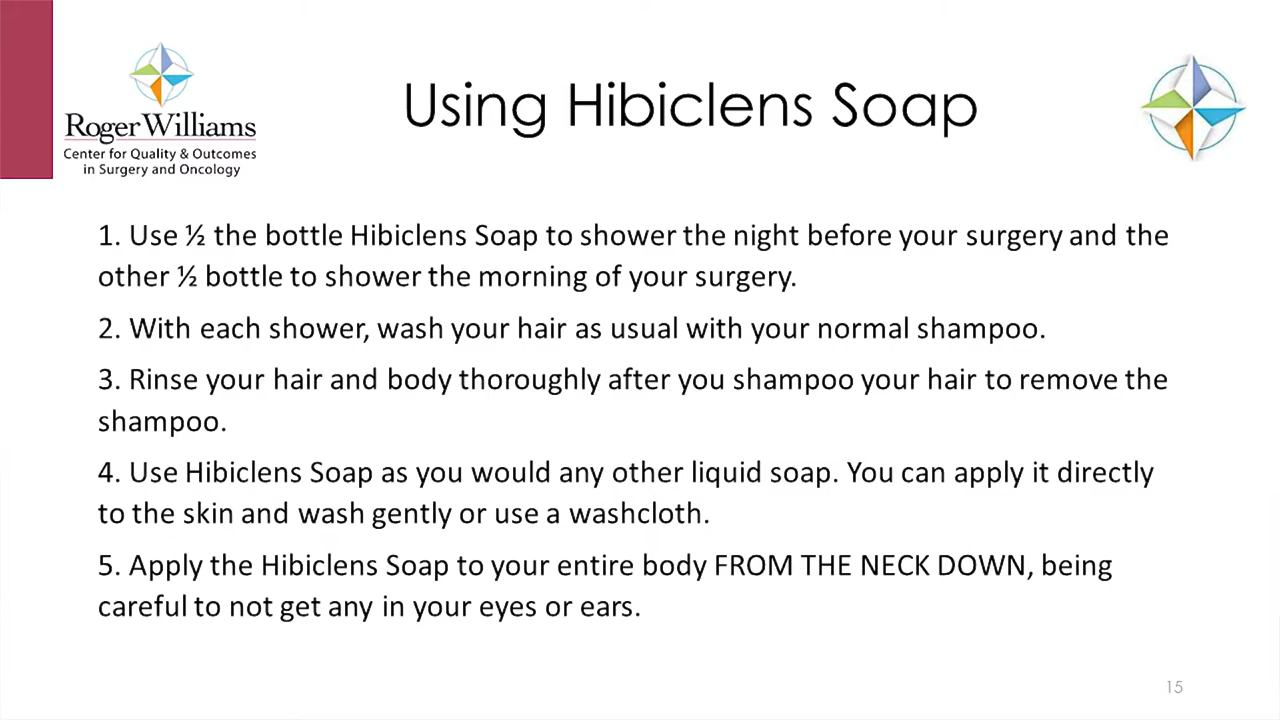 Roger Williams
Center for Quality & Outcomes
in Surgery and Oncology
Using Hibiclens Soap
1. Use ½ the bottle Hibiclens Soap to shower the night before your surgery and the
other ½ bottle to shower the morning of your surgery.
2. With each shower, wash your hair as usual with your normal shampoo.
3. Rinse your hair and body thoroughly after you shampoo your hair to remove the
shampoo.
4. Use Hibiclens Soap as you would any other liquid soap. You can apply it directly
to the skin and wash gently or use a washcloth.
5. Apply the Hibiclens Soap to your entire body FROM THE NECK DOWN, being
careful to not get any in your eyes or ears.
15